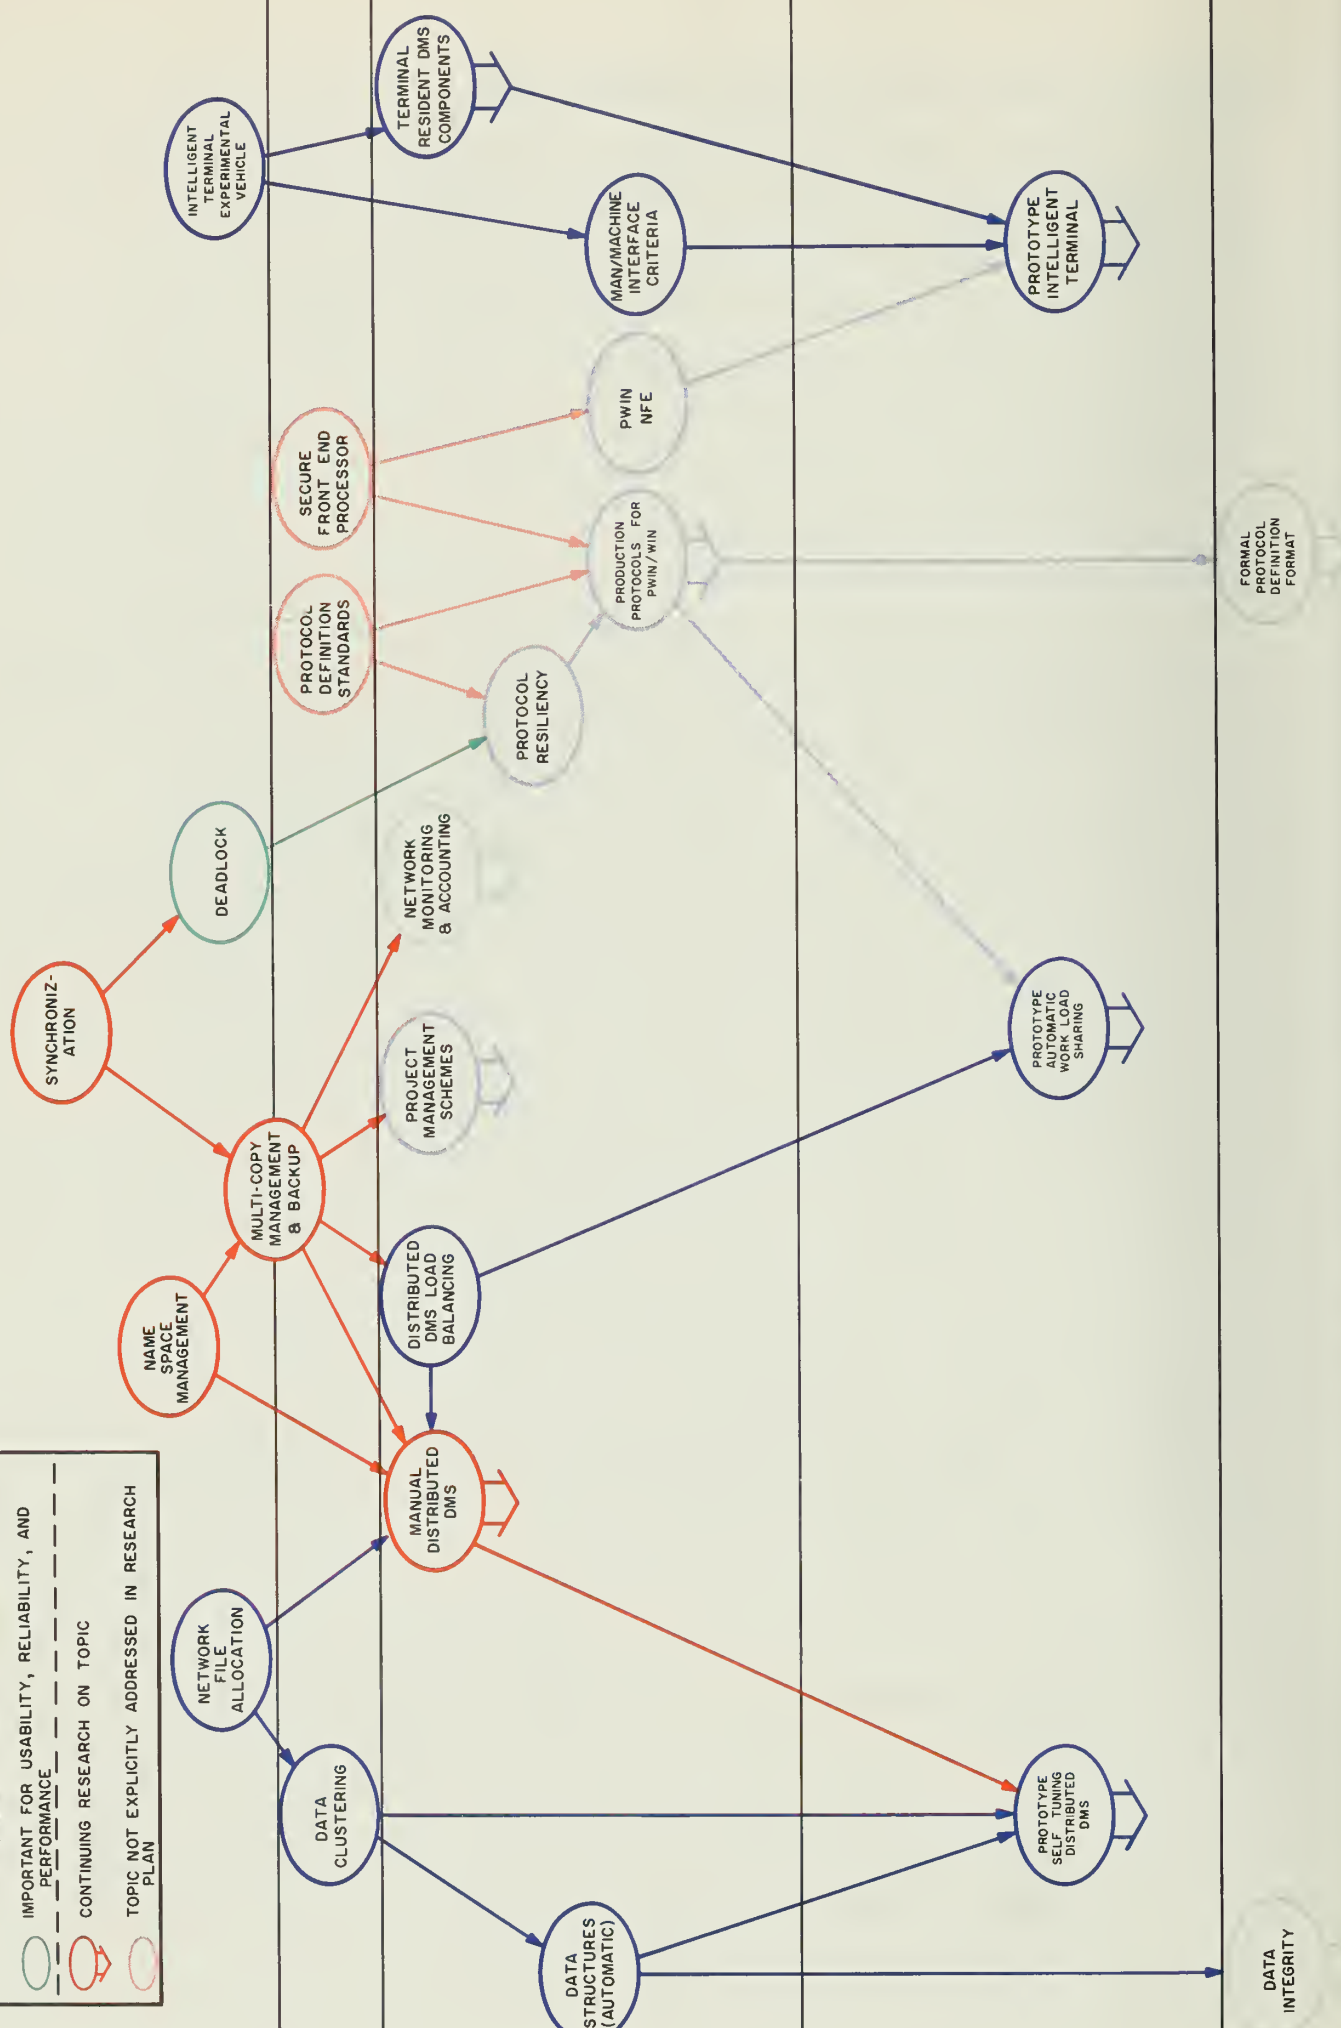 IMPORTANT FOR USABILITY, RELIABILITY, AND
PERFORMANCE
CONTINUING RESEARCH ON TOPIC
TOPIC NOT EXPLICITLY ADDRESSED IN RESEARCH
PLAN
SYNCHRONIZ-
ATION
NAME
SPACE
MANAGEMENT
DEADLOCK
INTELLIGENT
TERMINAL
EXPERIMENTAL
VEHICLE
NETWORK
FILE
ALLOCATION
MULTI-COPY
MANAGEMENT
& BACKUP
PROTOCOL
DEFINITION
STANDARDS
SECURE
FRONT END
PROCESSOR
DATA
CLUSTERING
MANUAL
DISTRIBUTED
DMS
DISTRIBUTED
DMS LOAD
BALANCING
PROJECT
MANAGEMENT
SCHEMES
NETWORK
MONITORING
& ACCOUNTING
TERMINAL
RESIDENT DMS
COMPONENTS
PROTOCOL
RESILIENCY
DATA
STRUCTURES
(AUTOMATIC)
PRODUCTION
PROTOCOLS FOR
PWIN/WIN
PWIN
NFE
MAN/MACHINE
INTERFACE
CRITERIA
PROTOTYPE
SELF TUNING
DISTRIBUTED
DMS
PROTOTYPE
AUTOMATIC
WORK LOAD
SHARING
PROTOTYPE
INTELLIGENT
TERMINAL
DATA
INTEGRITY
FORMAL
PROTOCOL
DEFINITION
FORMAT